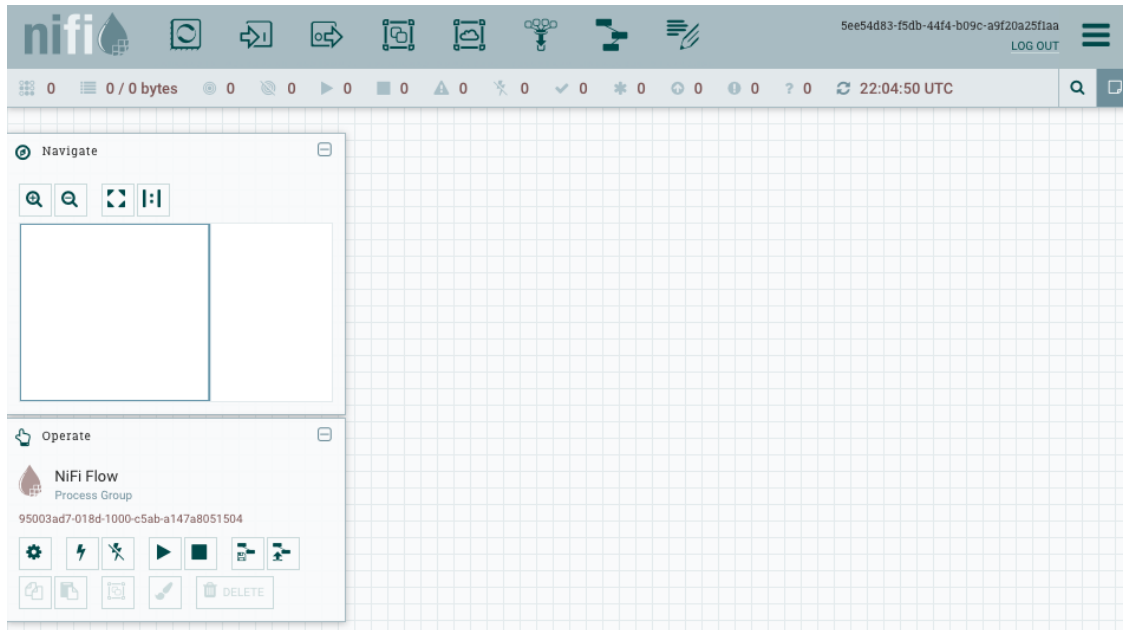 nifi
5ee54d83-f5db-44f4-b09c-a9f20a25f1aa
LOG OUT
0 0 / 0 bytes 0 0 0 0 0 0 0 0 0 0 ? 0 22:04:50 UTC
Navigate
Operate
NiFi Flow
Process Group
95003ad7-018d-1000-c5ab-a147a8051504
DELETE